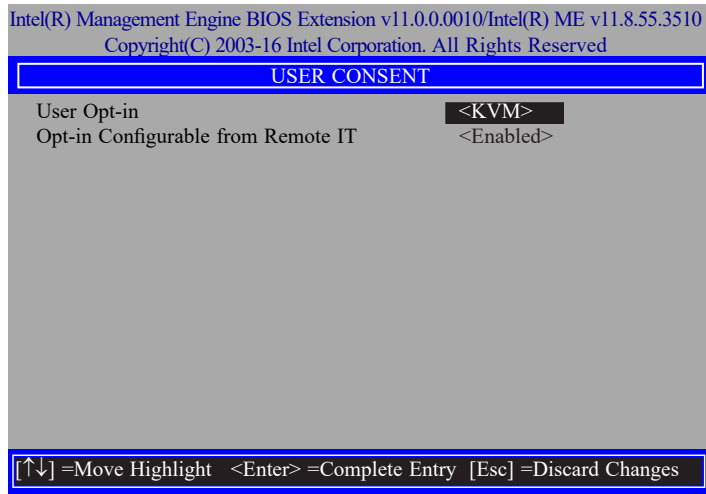 Intel(R) Management Engine BIOS Extension v11.0.0.0010/Intel(R) ME v11.8.55.3510
Copyright(C) 2003-16 Intel Corporation. All Rights Reserved
USER CONSENT
User Opt-in <KVM>
Opt-in Configurable from Remote IT <Enabled>
[↑↓] =Move Highlight <Enter> =Complete Entry [Esc] =Discard Changes